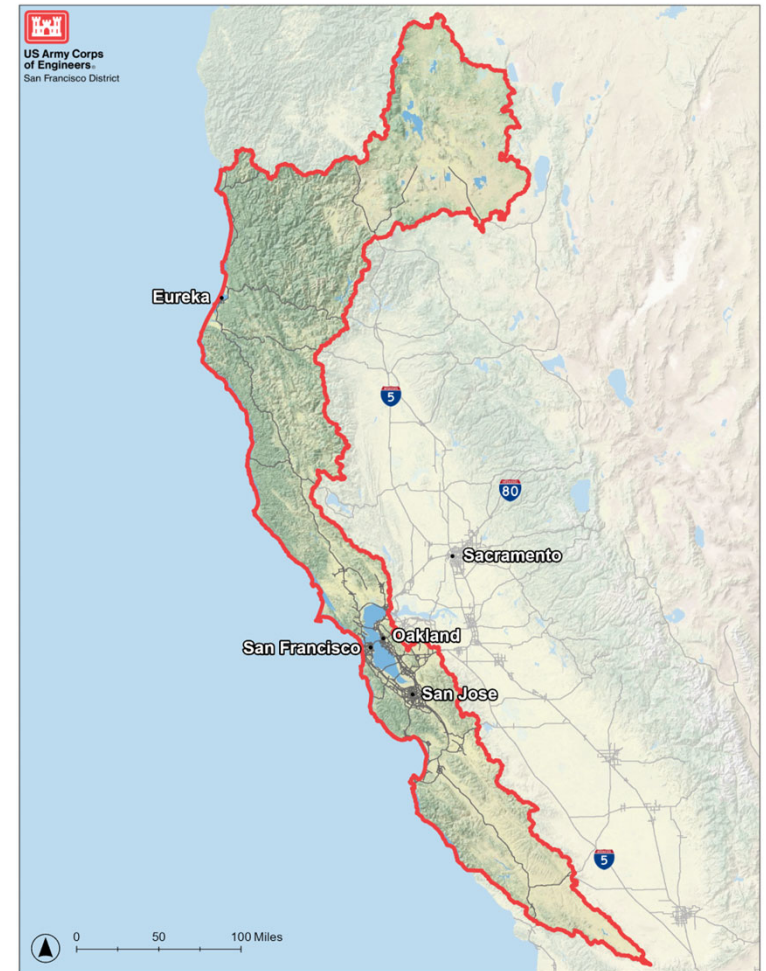 US Army Corps
of Engineers®
San Francisco District
Eureka
5
80
Sacramento
Oakland
San Francisco
San Jose
5
0 50 100 Miles